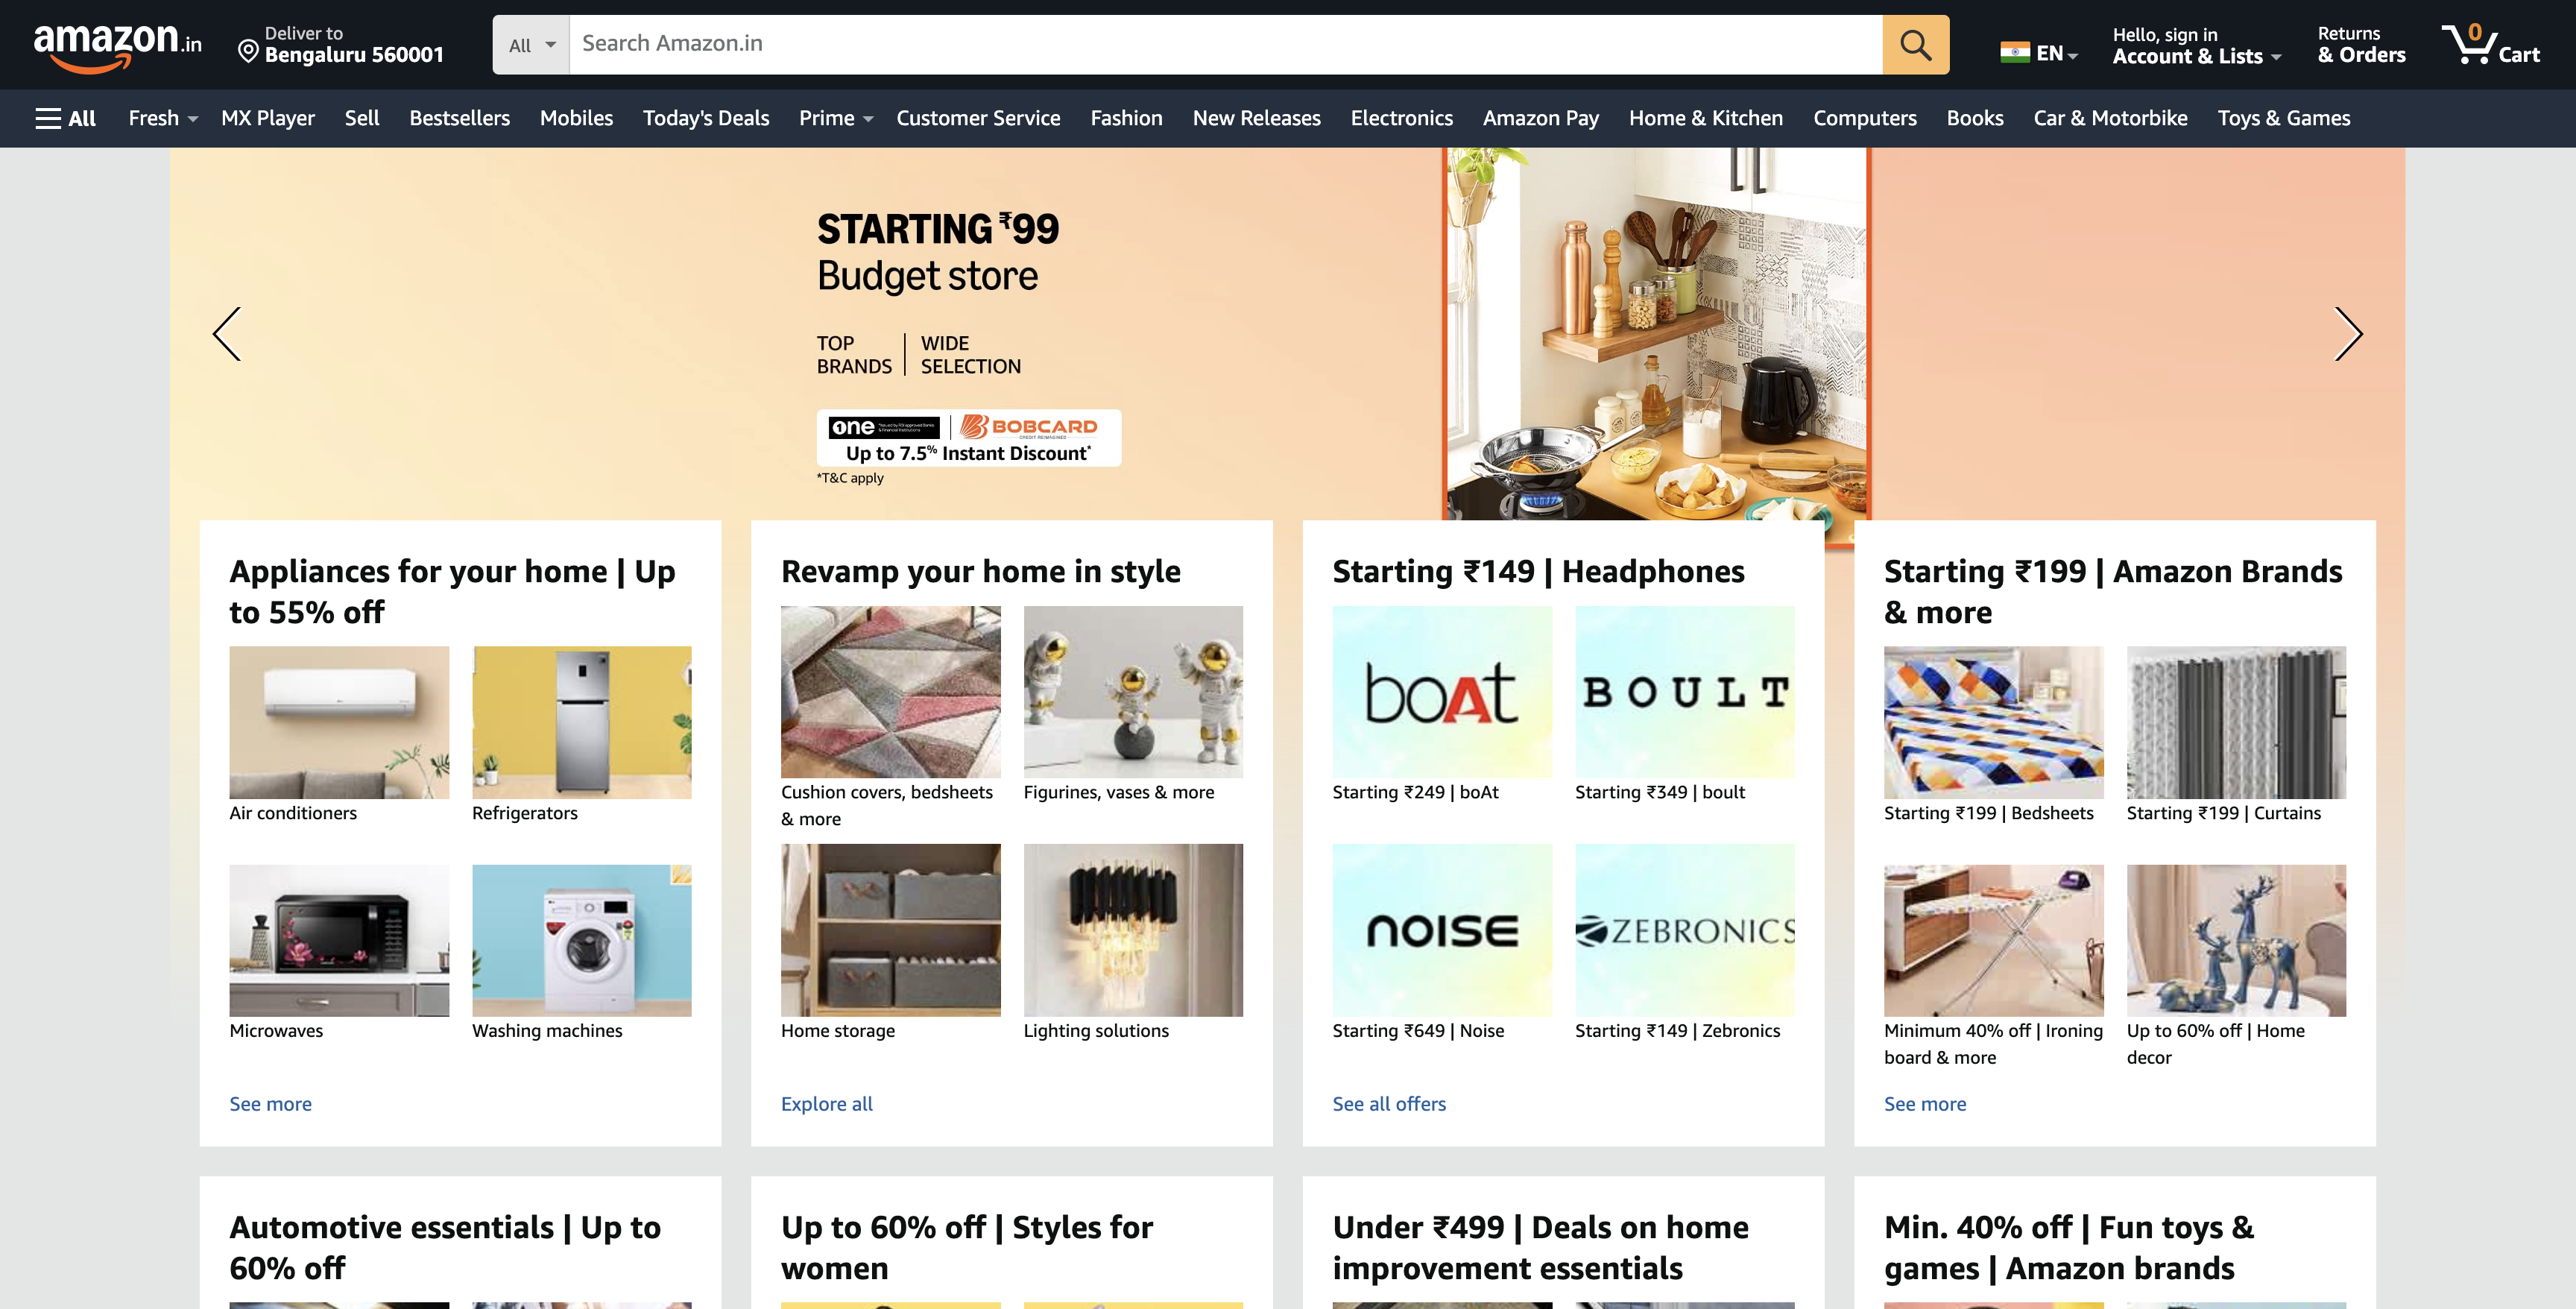 amazon.in
Deliver to
Bengaluru 560001
All
Search Amazon.in
EN
Hello, sign in
Account & Lists
Returns
& Orders
0
Cart
All
Fresh
MX Player
Sell
Bestsellers
Mobiles
Today's Deals
Prime
Customer Service
Fashion
New Releases
Electronics
Amazon Pay
Home & Kitchen
Computers
Books
Car & Motorbike
Toys & Games
STARTING ₹99
Budget store
TOP
BRANDS
WIDE
SELECTION
one
BOBCARD
Up to 7.5% Instant Discount*
*T&C apply
Appliances for your home | Up
to 55% off
Air conditioners
Refrigerators
Microwaves
Washing machines
See more
Revamp your home in style
Cushion covers, bedsheets
& more
Figurines, vases & more
Home storage
Lighting solutions
Explore all
Starting ₹149 | Headphones
boAt
BOULT
Starting ₹249 | boAt
Starting ₹349 | boult
NOISE
ZEBRONICS
Starting ₹649 | Noise
Starting ₹149 | Zebronics
See all offers
Starting ₹199 | Amazon Brands
& more
Starting ₹199 | Bedsheets
Starting ₹199 | Curtains
Minimum 40% off | Ironing
board & more
Up to 60% off | Home
decor
See more
Automotive essentials | Up to
60% off
Up to 60% off | Styles for
women
Under ₹499 | Deals on home
improvement essentials
Min. 40% off | Fun toys &
games | Amazon brands